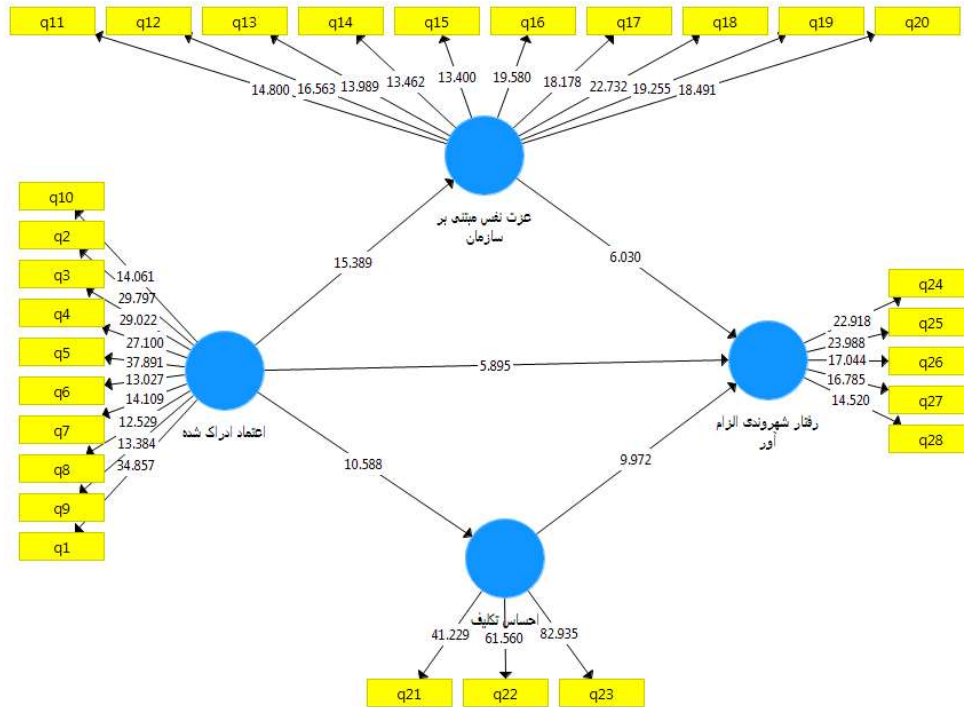 q11 q12 q13 q14 q15 q16 q17 q18 q19 q20
14.800 16.563 13.989 13.462 13.400 19.580 18.178 22.732 19.255 18.491
عزت نفس مبتنی بر
سازمان
15.389
6.030
q10
q2
q3
q4
q5
q6
q7
q8
q9
q1
14.061
29.797
29.022
27.100
37.891
13.027
14.109
12.529
13.384
34.857
اعتماد ادراک شده
5.895
q24
q25
q26
q27
q28
22.918
23.988
17.044
16.785
14.520
رفتار شهروندی الزام
آور
10.588
9.972
احساس تکلیف
41.229 61.560 82.935
q21 q22 q23